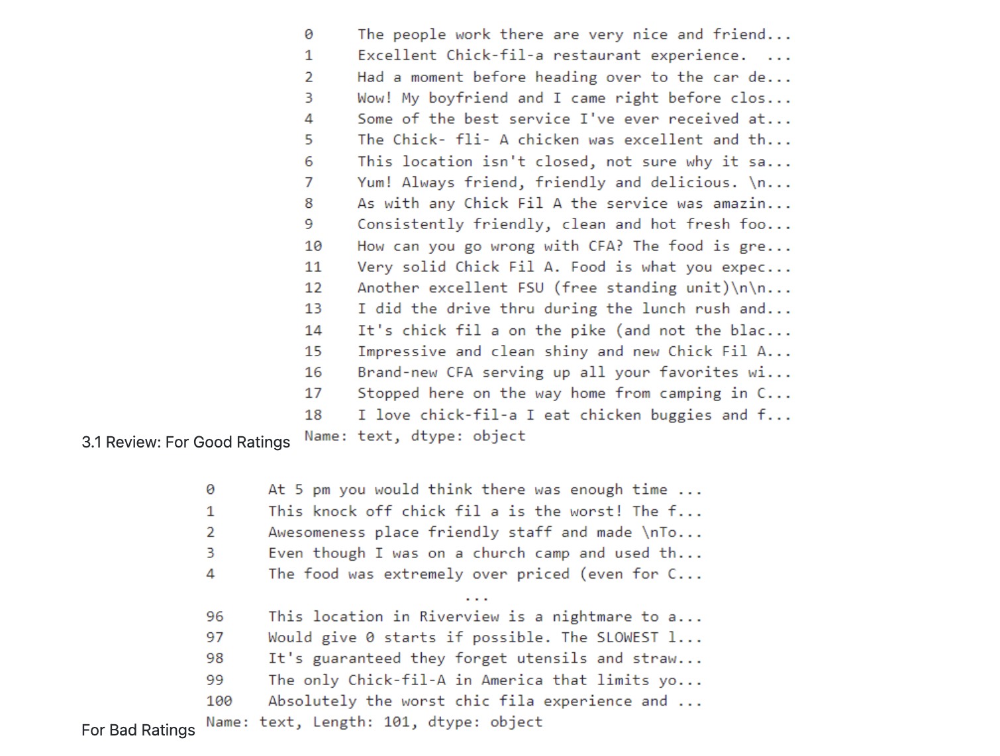 0 The people work there are very nice and friend...
1 Excellent Chick-fil-a restaurant experience. ...
2 Had a moment before heading over to the car de...
3 Wow! My boyfriend and I came right before clos...
4 Some of the best service I've ever received at...
5 The Chick- fli- A chicken was excellent and th...
6 This location isn't closed, not sure why it sa...
7 Yum! Always friend, friendly and delicious. \n...
8 As with any Chick Fil A the service was amazin...
9 Consistently friendly, clean and hot fresh foo...
10 How can you go wrong with CFA? The food is gre...
11 Very solid Chick Fil A. Food is what you expec...
12 Another excellent FSU (free standing unit)\n\n...
13 I did the drive thru during the lunch rush and...
14 It's chick fil a on the pike (and not the blac...
15 Impressive and clean shiny and new Chick Fil A...
16 Brand-new CFA serving up all your favorites wi...
17 Stopped here on the way home from camping in C...
18 I love chick-fil-a I eat chicken buggies and f...
3.1 Review: For Good Ratings Name: text, dtype: object
0 At 5 pm you would think there was enough time ...
1 This knock off chick fil a is the worst! The f...
2 Awesomeness place friendly staff and made \nTo...
3 Even though I was on a church camp and used th...
4 The food was extremely over priced (even for C...
...
96 This location in Riverview is a nightmare to a...
97 Would give 0 starts if possible. The SLOWEST l...
98 It's guaranteed they forget utensils and straw...
99 The only Chick-fil-A in America that limits yo...
100 Absolutely the worst chic fila experience and ...
For Bad Ratings Name: text, Length: 101, dtype: object